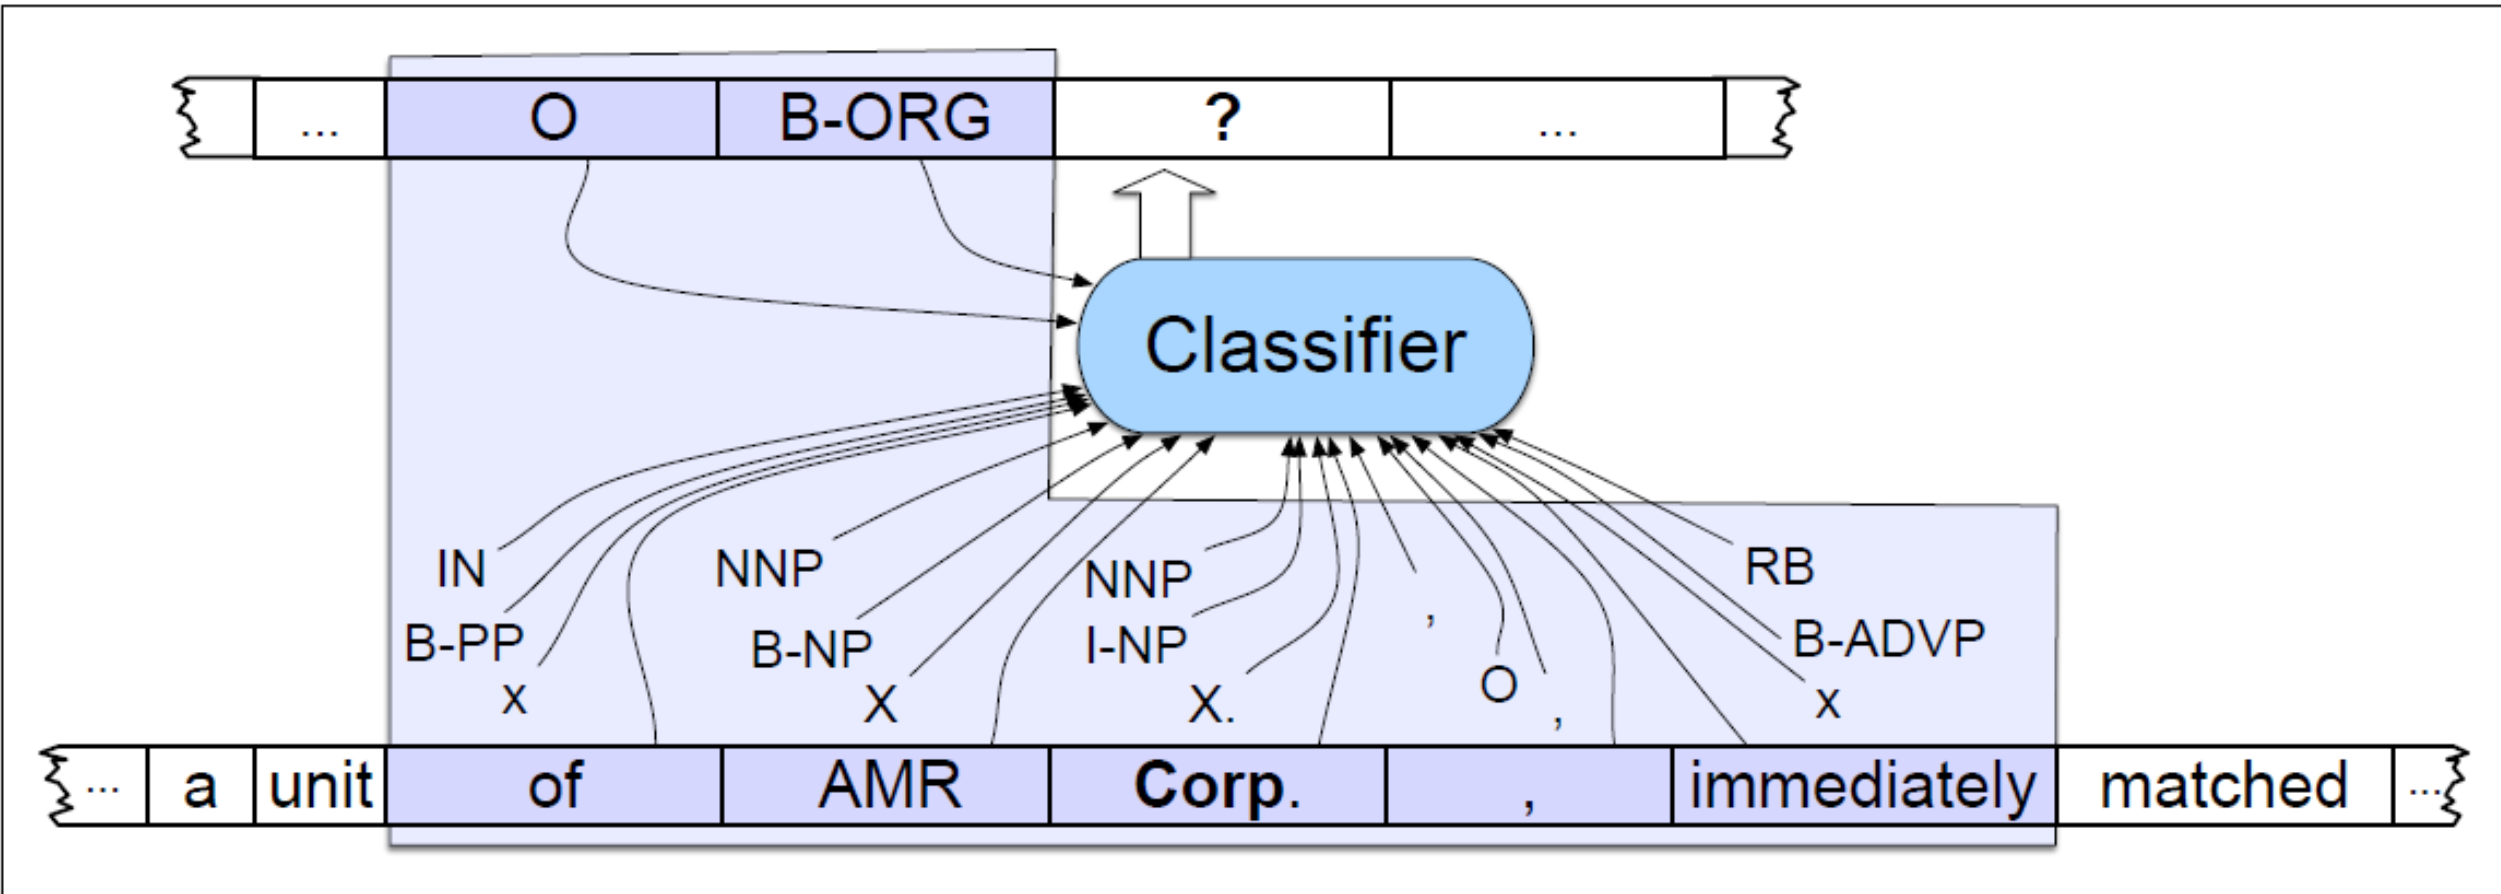 ... O B-ORG ? ...
Classifier
IN NNP NNP , RB
B-PP B-NP I-NP O B-ADVP
x X X. , x
... a unit of AMR Corp. , immediately matched ...